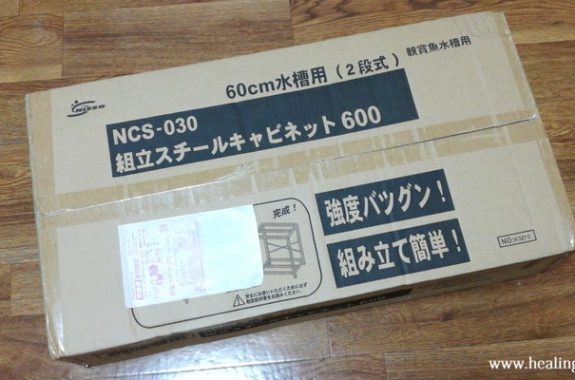 60cm水槽用（2段式）観賞魚水槽用
NISSO
NCS-030
組立スチールキャビネット600
完成！
強度バツグン！
組み立て簡単！
www.healing